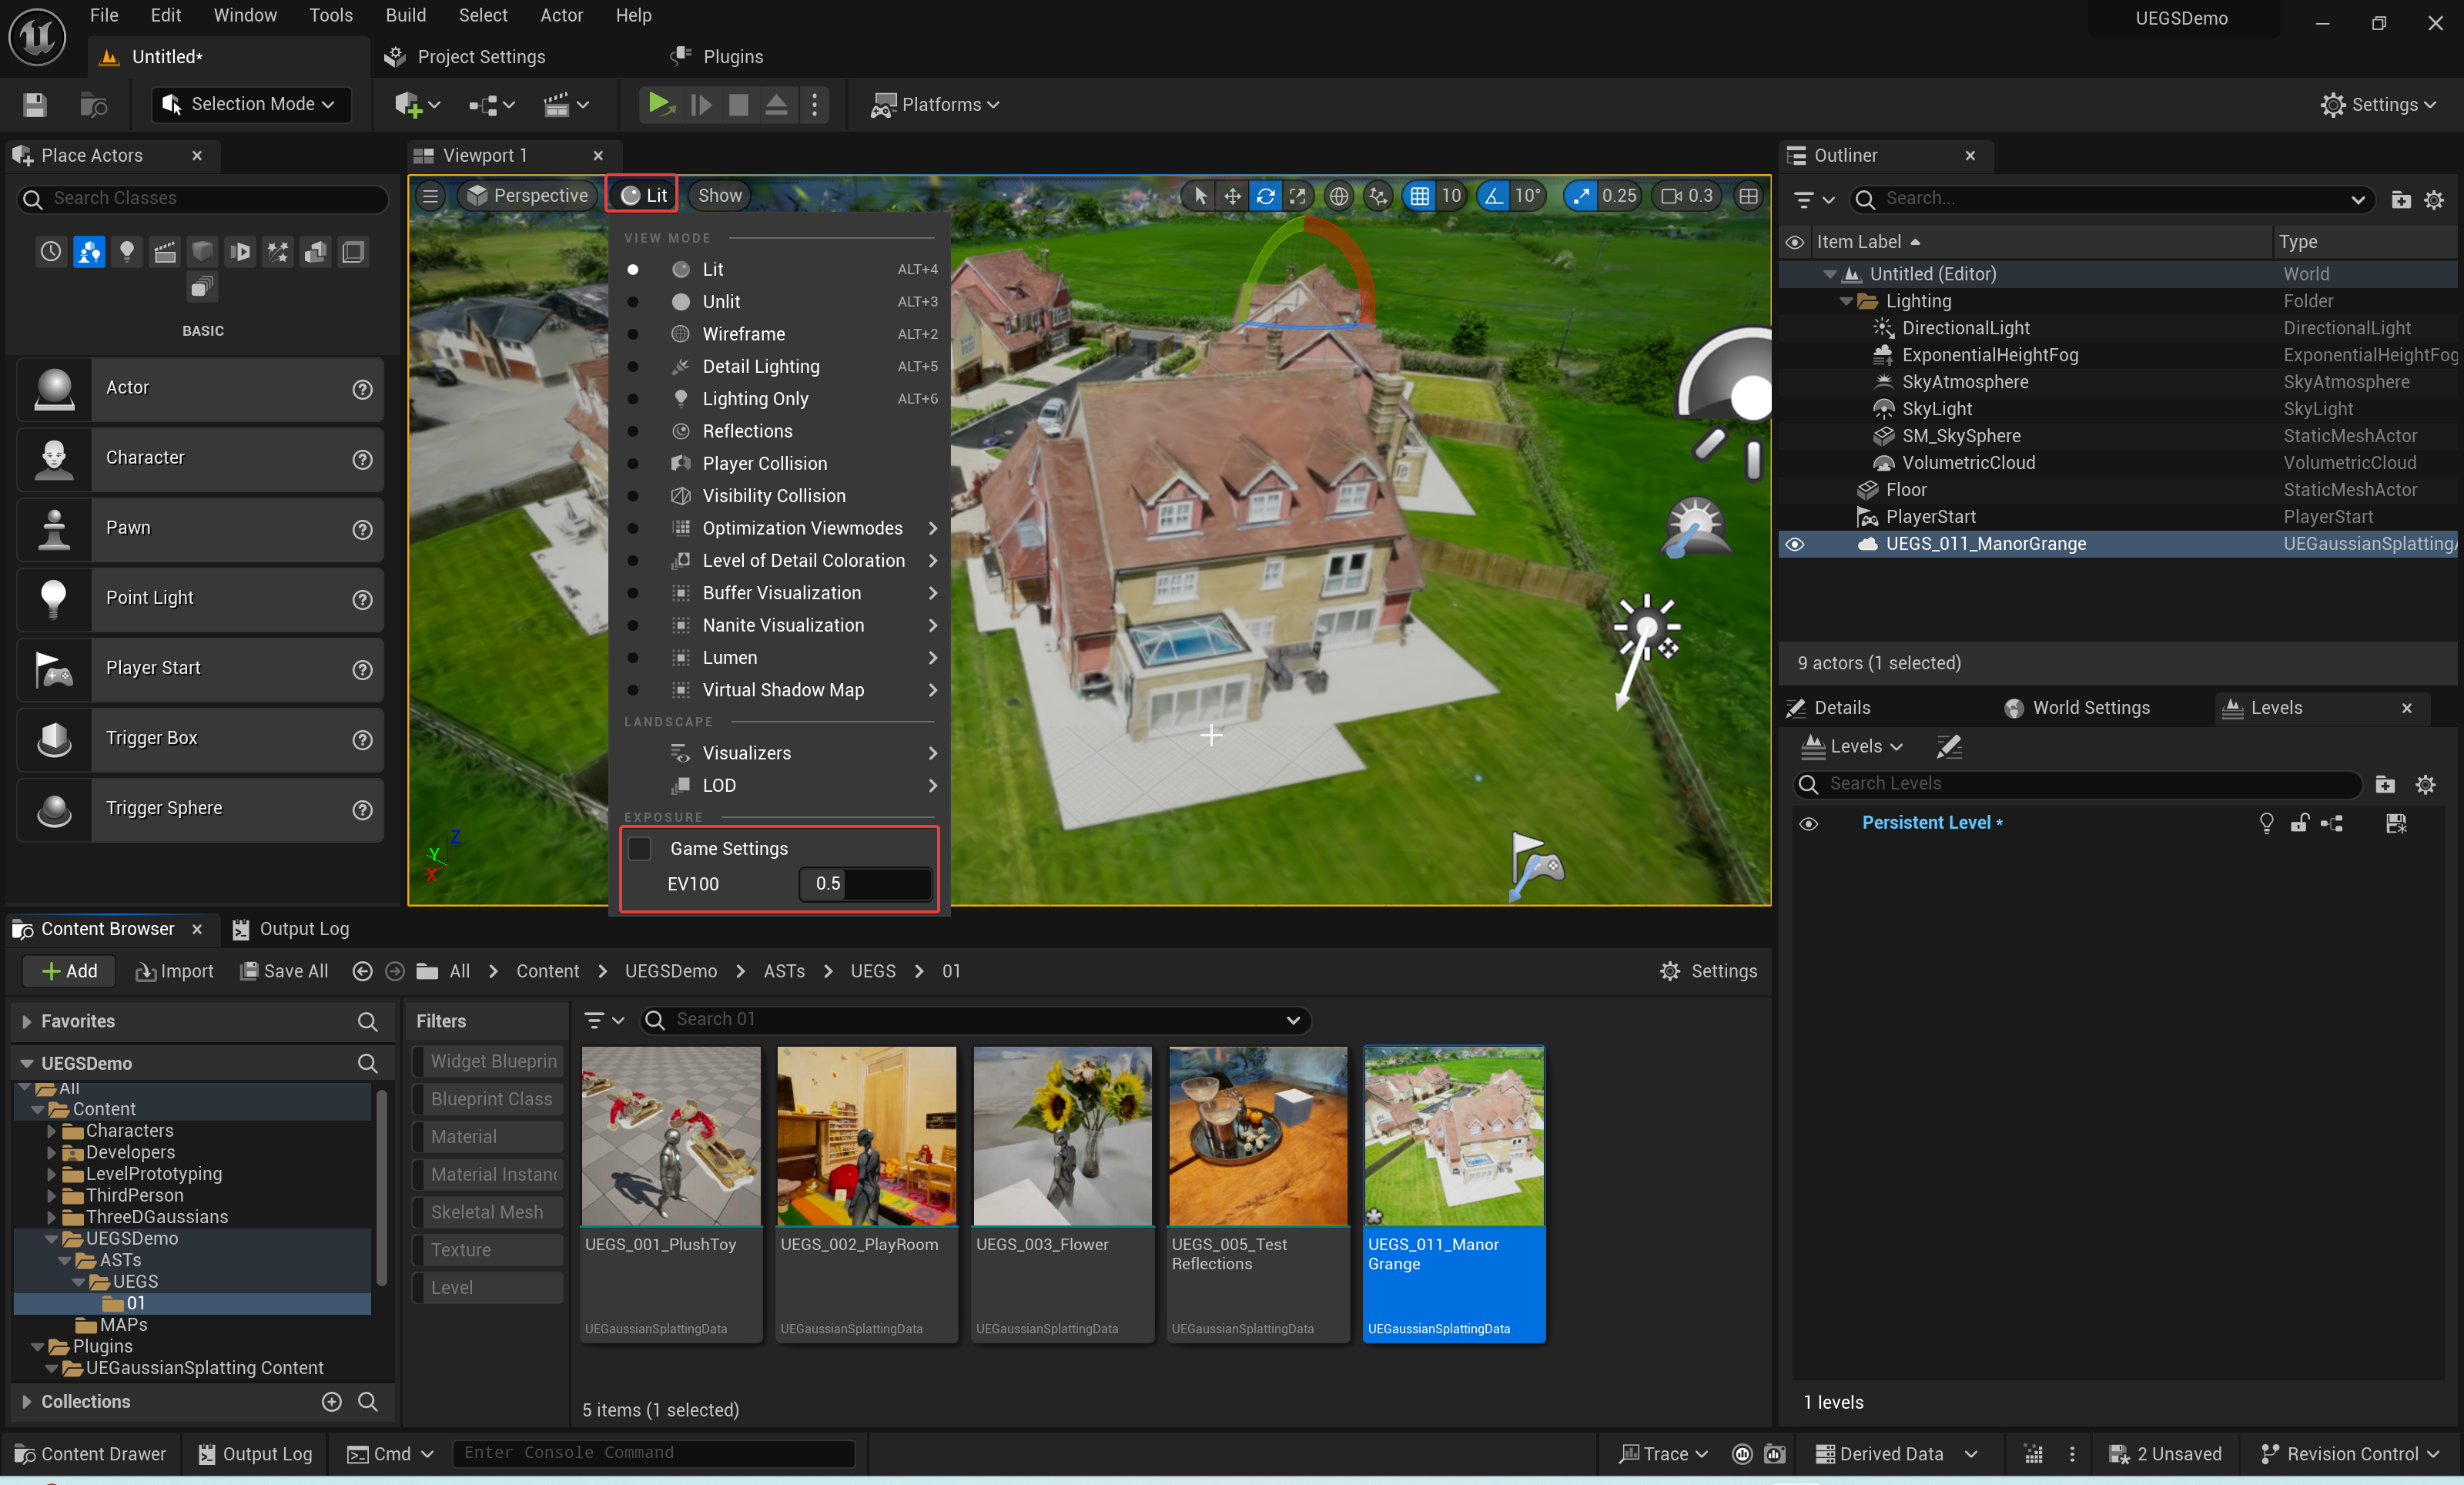 File Edit Window Tools Build Select Actor Help
UEGSDemo
Untitled*
Project Settings
Plugins
Selection Mode
Platforms
Settings
Place Actors
Search Classes
BASIC
Actor
Character
Pawn
Point Light
Player Start
Trigger Box
Trigger Sphere
Viewport 1
Perspective
Lit
Show
10
10°
0.25
0.3
VIEW MODE
Lit ALT+4
Unlit ALT+3
Wireframe ALT+2
Detail Lighting ALT+5
Lighting Only ALT+6
Reflections
Player Collision
Visibility Collision
Optimization Viewmodes
Level of Detail Coloration
Buffer Visualization
Nanite Visualization
Lumen
Virtual Shadow Map
LANDSCAPE
Visualizers
LOD
EXPOSURE
Game Settings
EV100 0.5
Z
Y
X
Outliner
Search...
Item Label Type
Untitled (Editor) World
Lighting Folder
DirectionalLight DirectionalLight
ExponentialHeightFog ExponentialHeightFog
SkyAtmosphere SkyAtmosphere
SkyLight SkyLight
SM_SkySphere StaticMeshActor
VolumetricCloud VolumetricCloud
Floor StaticMeshActor
PlayerStart PlayerStart
UEGS_011_ManorGrange UEGaussianSplatting
9 actors (1 selected)
Details
World Settings
Levels
Levels
Search Levels
Persistent Level *
1 levels
Content Browser
Output Log
Add
Import
Save All
All > Content > UEGSDemo > ASTs > UEGS > 01
Settings
Favorites
UEGSDemo
All
Content
Characters
Developers
LevelPrototyping
ThirdPerson
ThreeDGaussians
UEGSDemo
ASTs
UEGS
01
MAPs
Plugins
UEGaussianSplatting Content
Collections
Filters
Widget Blueprin
Blueprint Class
Material
Material Instanc
Skeletal Mesh
Texture
Level
Search 01
UEGS_001_PlushToy
UEGaussianSplattingData
UEGS_002_PlayRoom
UEGaussianSplattingData
UEGS_003_Flower
UEGaussianSplattingData
UEGS_005_Test
Reflections
UEGaussianSplattingData
UEGS_011_Manor
Grange
UEGaussianSplattingData
5 items (1 selected)
Content Drawer
Output Log
Cmd
Enter Console Command
Trace
Derived Data
2 Unsaved
Revision Control